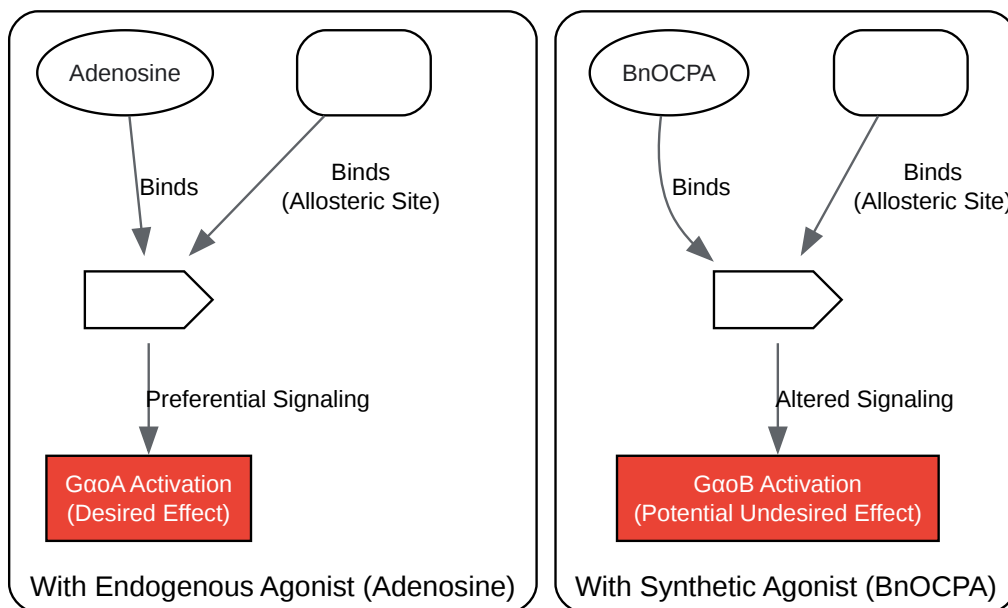 Adenosine
Binds
Binds
(Allosteric Site)
Preferential Signaling
GαoA Activation
(Desired Effect)
With Endogenous Agonist (Adenosine)
BnOCPA
Binds
Binds
(Allosteric Site)
Altered Signaling
GαoB Activation
(Potential Undesired Effect)
With Synthetic Agonist (BnOCPA)